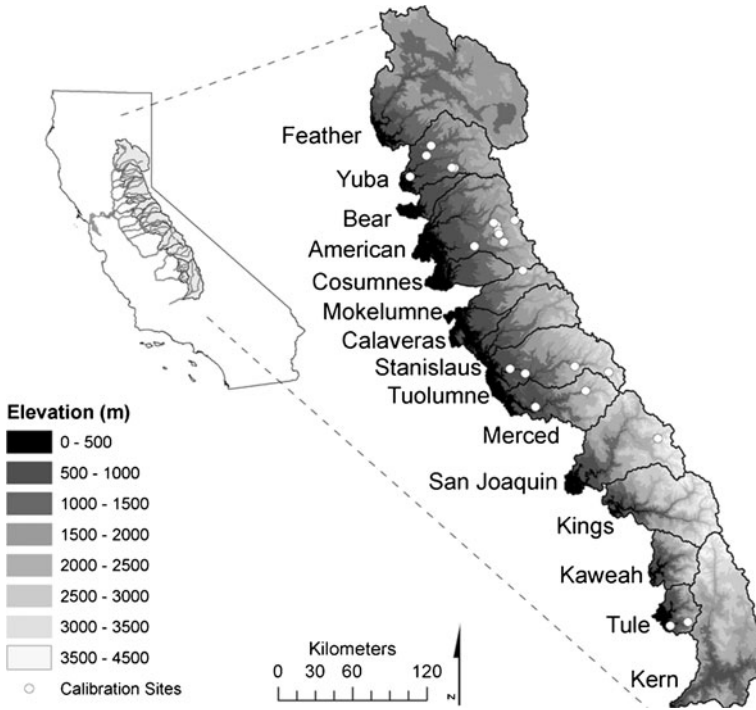 Feather
Yuba
Bear
American
Cosumnes
Mokelumne
Calaveras
Stanislaus
Tuolumne
Merced
San Joaquin
Kings
Kaweah
Tule
Kern
Elevation (m)
0 - 500
500 - 1000
1000 - 1500
1500 - 2000
2000 - 2500
2500 - 3000
3000 - 3500
3500 - 4500
Calibration Sites
Kilometers
0 30 60 120
N